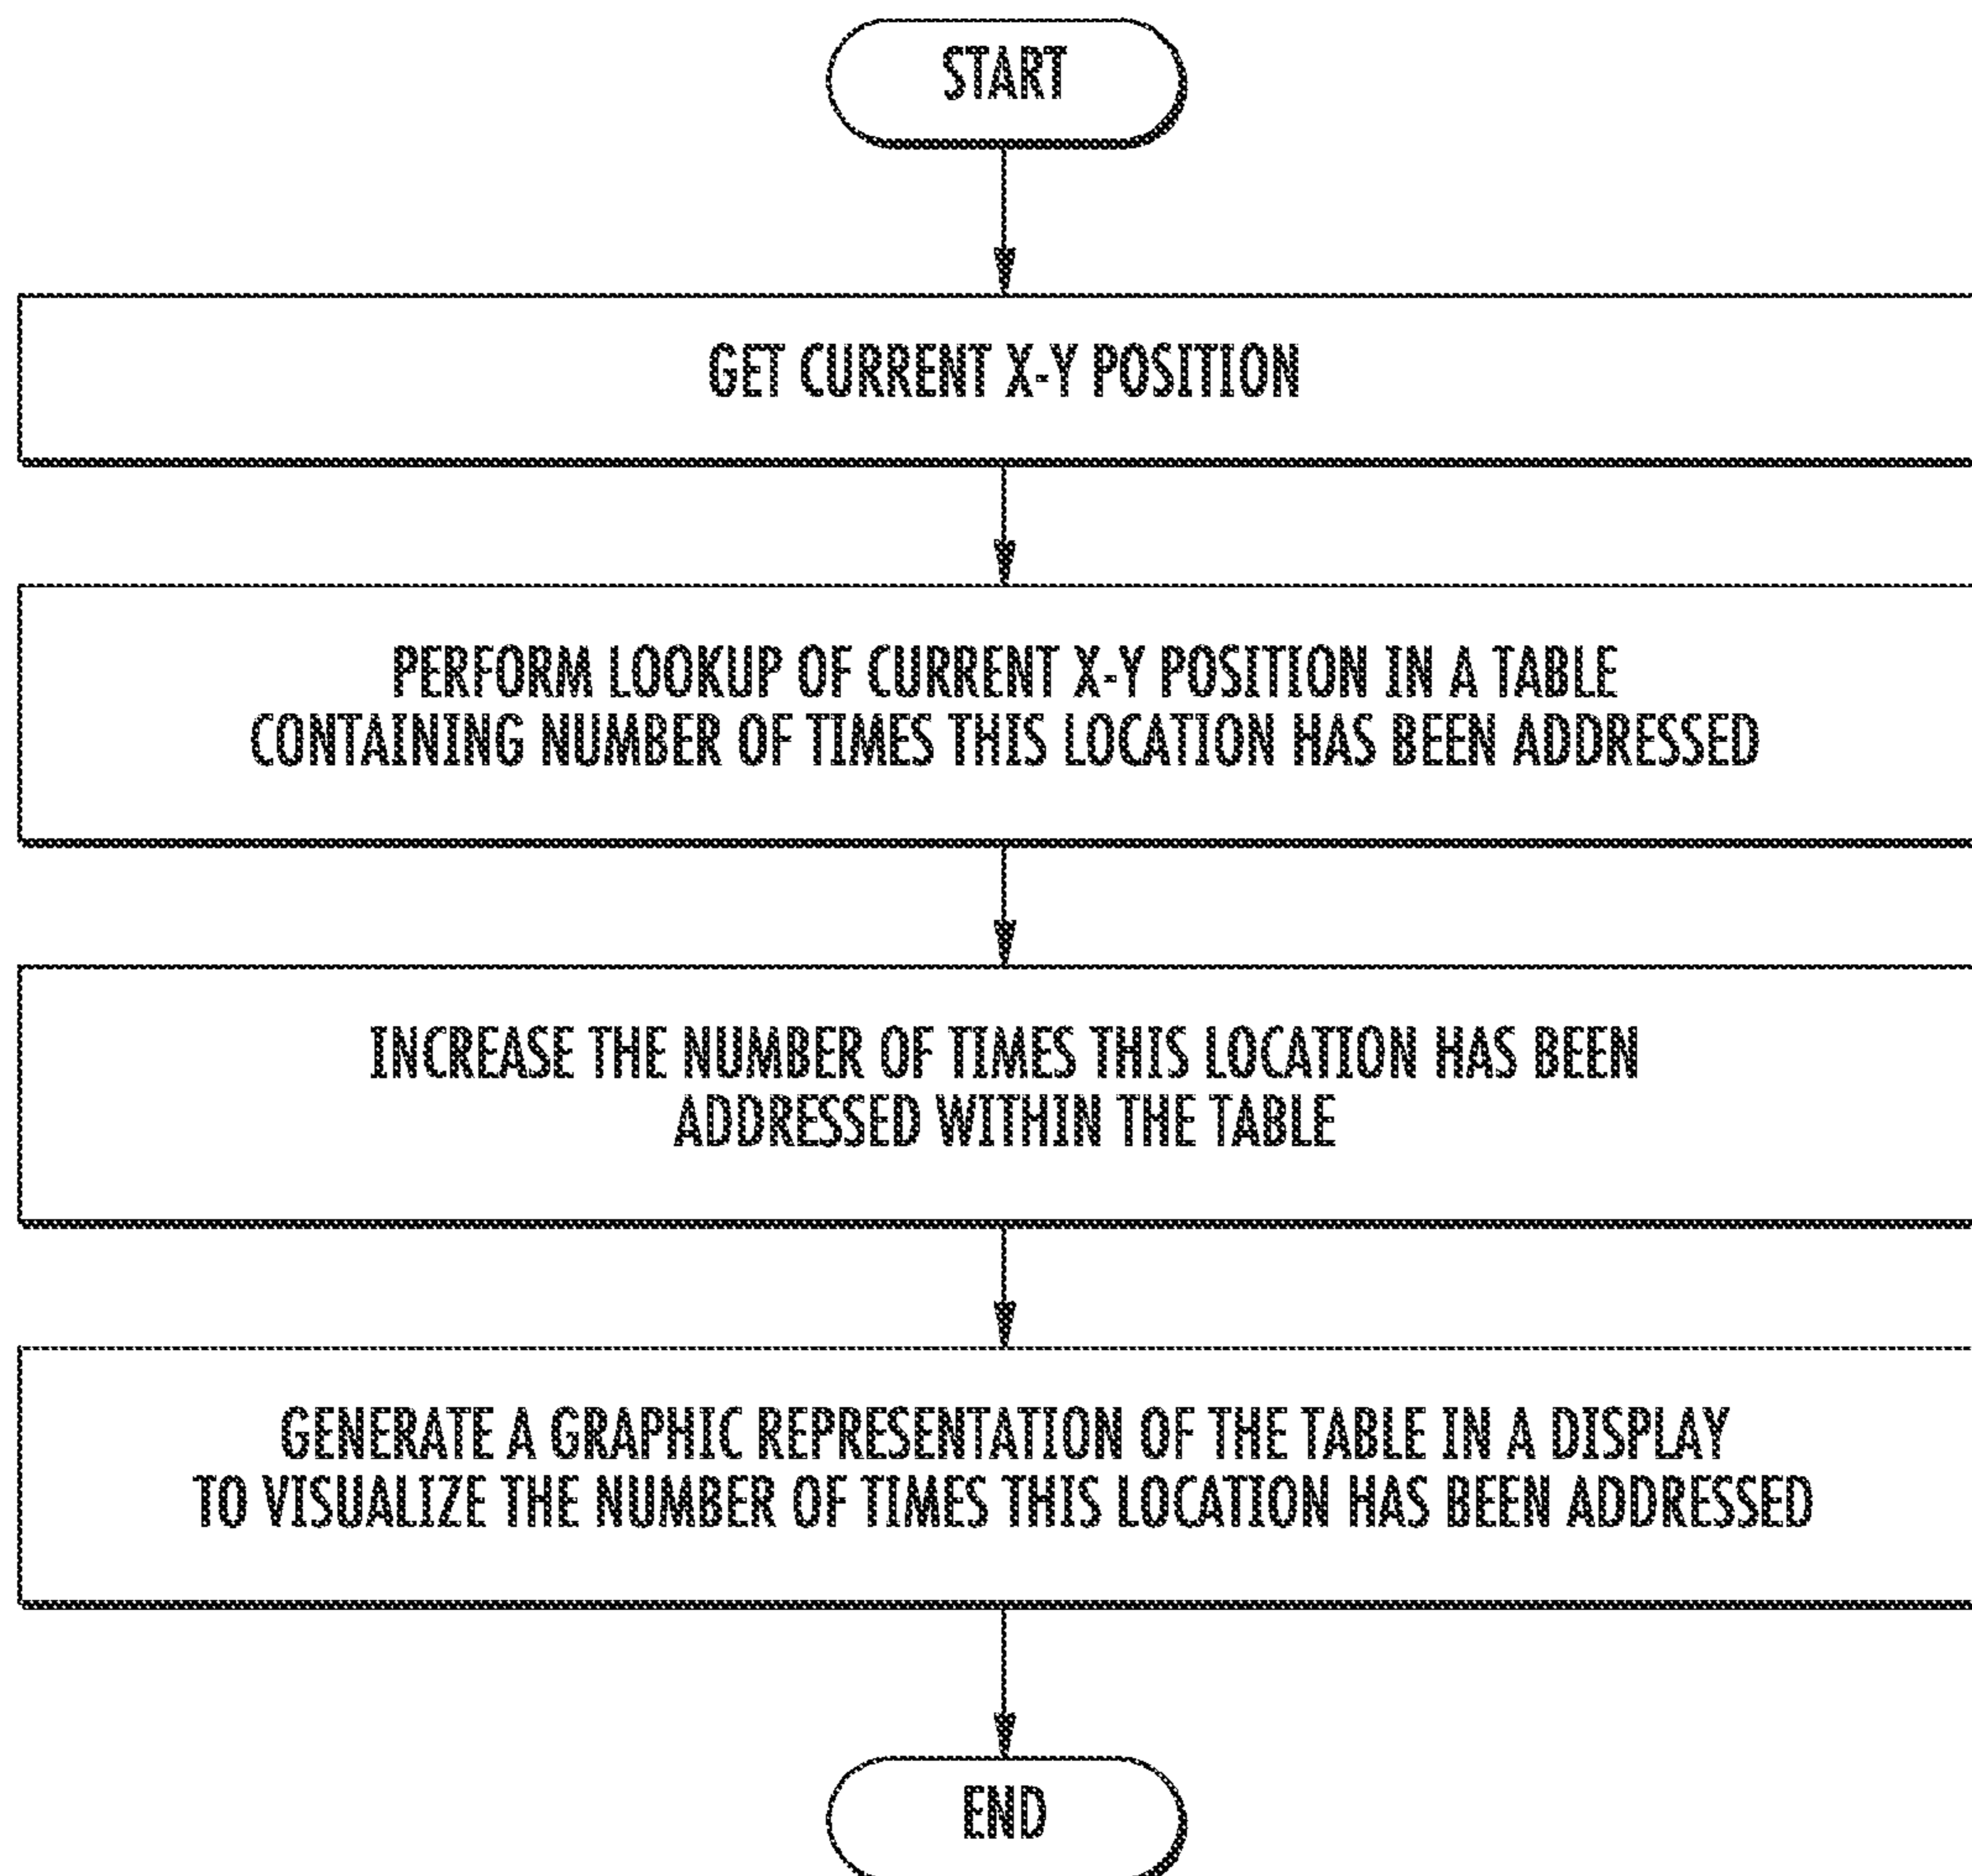 START
GET CURRENT X-Y POSITION
PERFORM LOOKUP OF CURRENT X-Y POSITION IN A TABLE
CONTAINING NUMBER OF TIMES THIS LOCATION HAS BEEN ADDRESSED
INCREASE THE NUMBER OF TIMES THIS LOCATION HAS BEEN
ADDRESSED WITHIN THE TABLE
GENERATE A GRAPHIC REPRESENTATION OF THE TABLE IN A DISPLAY
TO VISUALIZE THE NUMBER OF TIMES THIS LOCATION HAS BEEN ADDRESSED
END